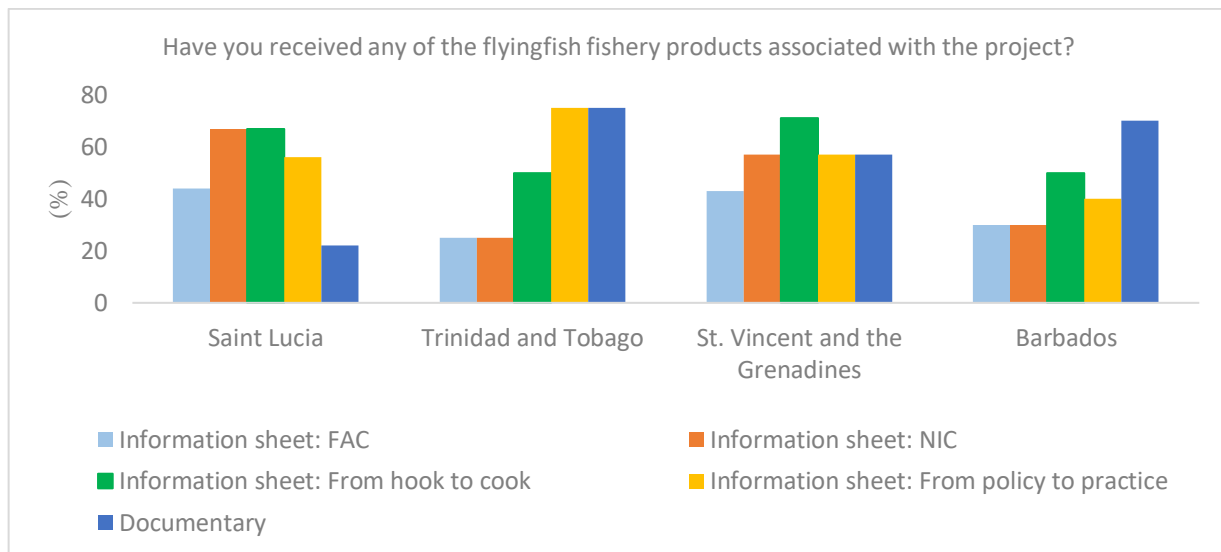 Have you received any of the flyingfish fishery products associated with the project?
80
60
40
20
0
(%)
Saint Lucia
Trinidad and Tobago
St. Vincent and the
Grenadines
Barbados
Information sheet: FAC
Information sheet: NIC
Information sheet: From hook to cook
Information sheet: From policy to practice
Documentary